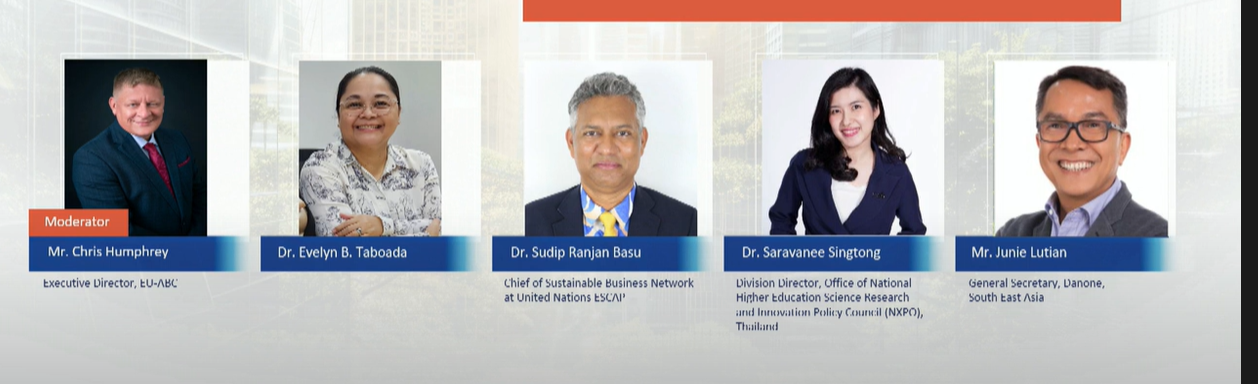 Moderator
Mr. Chris Humphrey
Executive Director, EU-ABC
Dr. Evelyn B. Taboada
Dr. Sudip Ranjan Basu
Chief of Sustainable Business Network
at United Nations ESCAP
Dr. Saravanee Singtong
Division Director, Office of National
Higher Education Science Research
and Innovation Policy Council (NXPO),
Thailand
Mr. Junie Lutian
General Secretary, Danone,
South East Asia